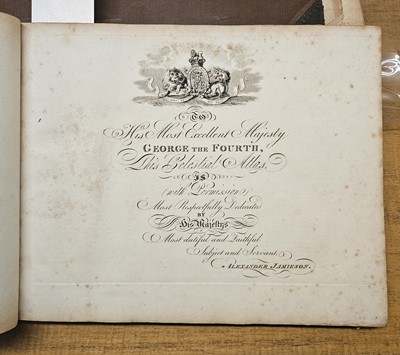 TO
His Most Excellent Majesty
GEORGE THE FOURTH,
This Celestial Atlas,
IS
(with Permission)
Most Respectfully Dedicated
BY
His Majesty's
Most dutiful and Faithful
Subject and Servant,
ALEXANDER JAMIESON.